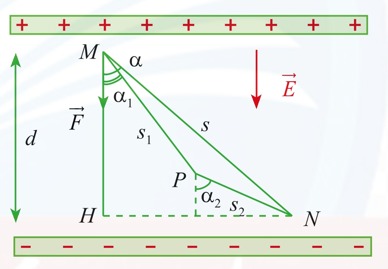 + + + + + + + + +
M α
α₁
F⃗ E⃗
d s₁ s
P α₂
s₂
H N
− − − − − − − − −